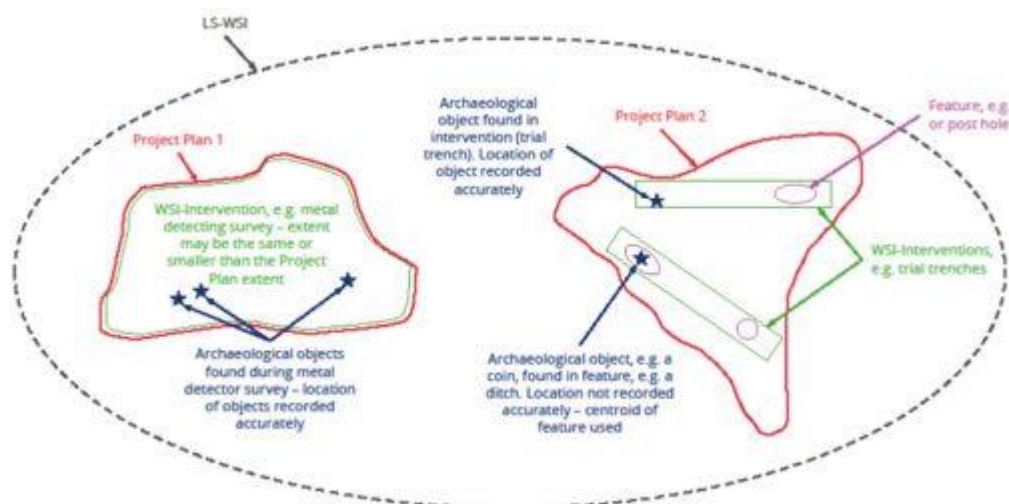 LS-WSI
Project Plan 1
WSI-Intervention, e.g. metal
detecting survey – extent
may be the same or
smaller than the Project
Plan extent
Archaeological objects
found during metal
detector survey – location
of objects recorded
accurately
Archaeological
object found in
intervention (trial
trench). Location of
object recorded
accurately
Project Plan 2
Feature, e.g.
or post hole
WSI-Interventions,
e.g. trial trenches
Archaeological object, e.g. a
coin, found in feature, e.g. a
ditch. Location not recorded
accurately – centroid of
feature used